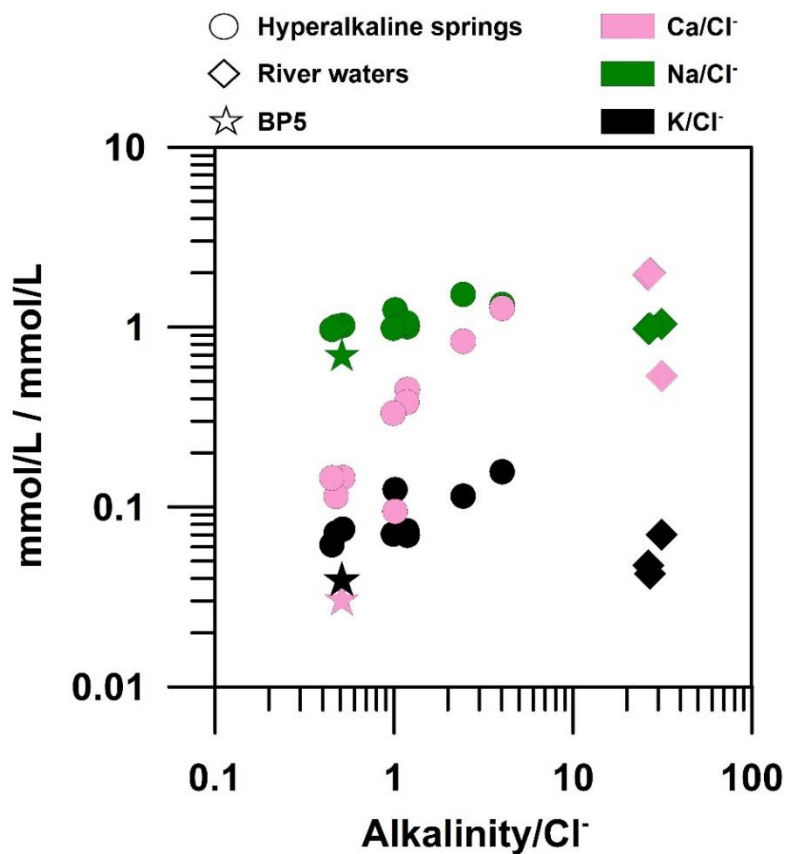 Hyperalkaline springs
River waters
BP5
Ca/Cl⁻
Na/Cl⁻
K/Cl⁻
mmol/L / mmol/L
10
1
0.1
0.01
0.1
1
10
100
Alkalinity/Cl⁻